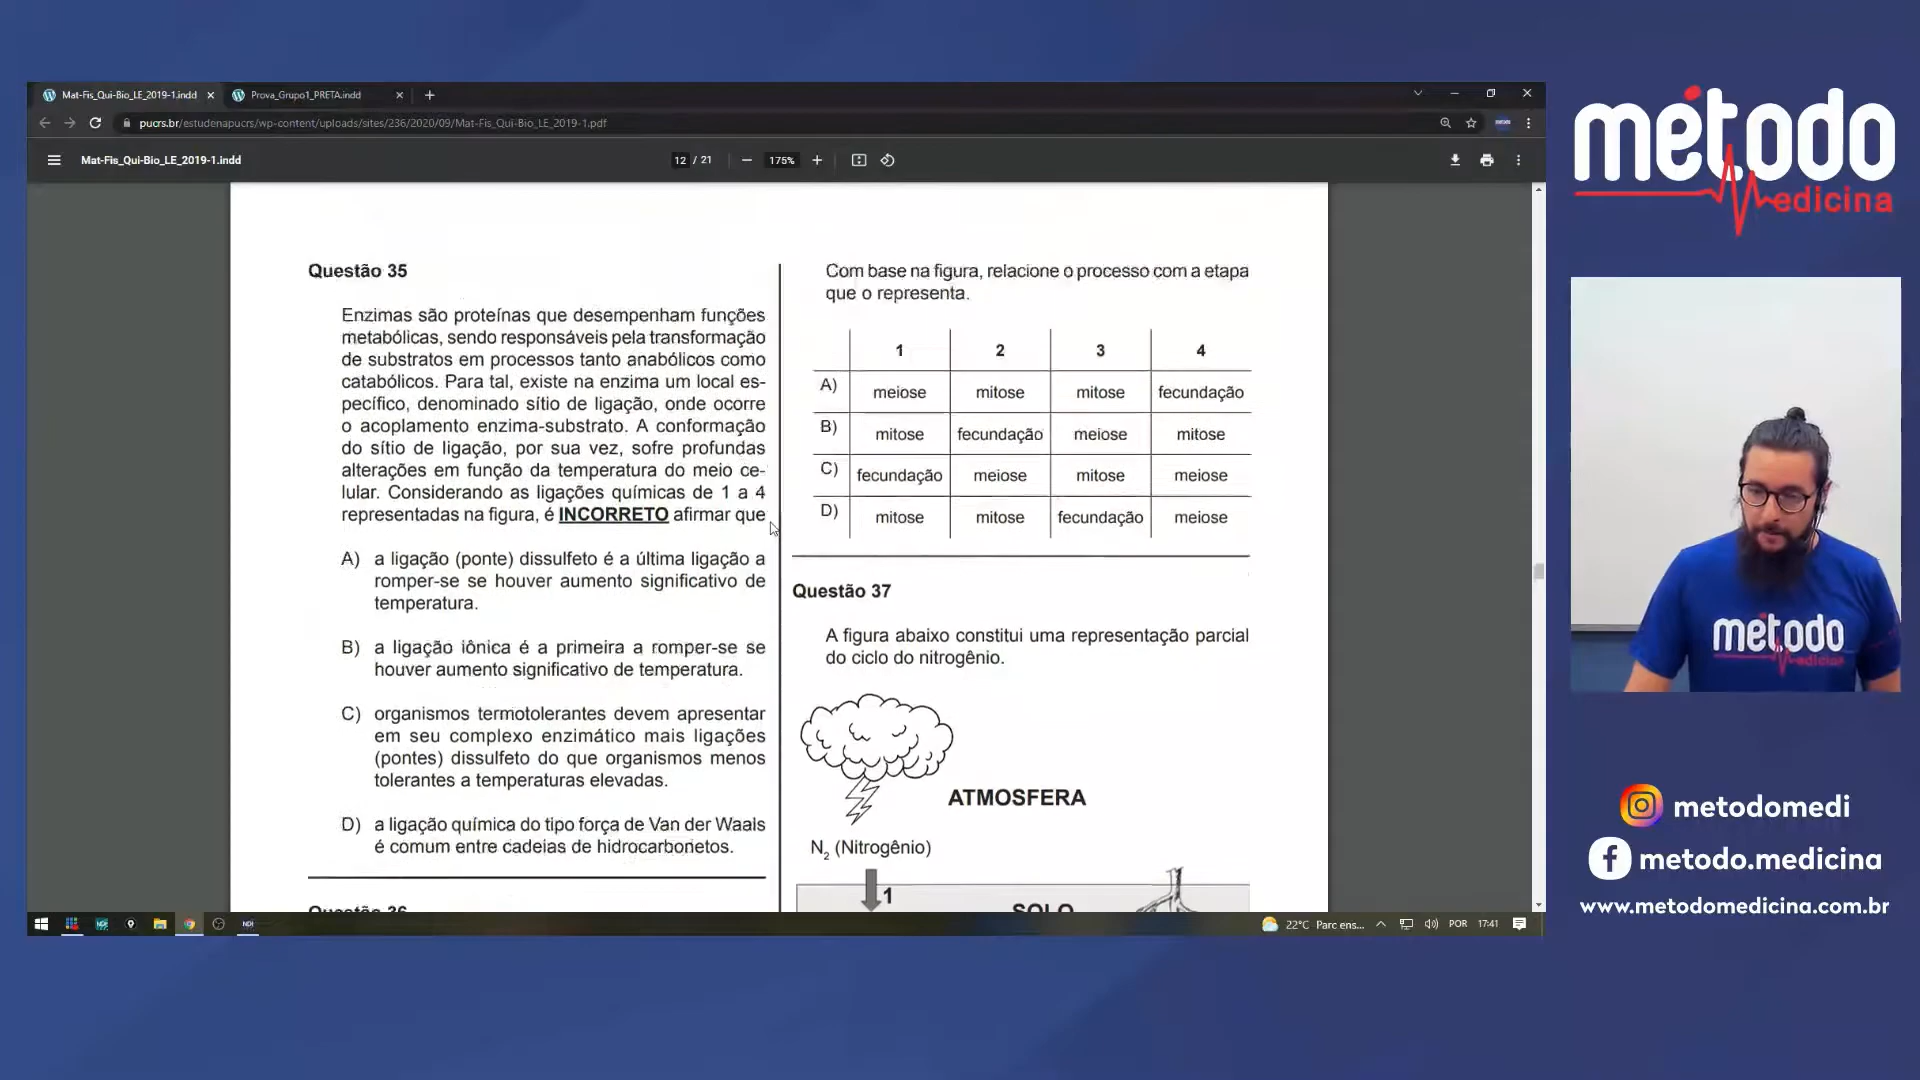 Mat-Fis_Qui-Bio_LE_2019-1.indd
Prova_Grupo1_PRETA.indd
pucrs.br/estudenapucrs/wp-content/uploads/sites/236/2020/09/Mat-Fis_Qui-Bio_LE_2019-1.pdf
Mat-Fis_Qui-Bio_LE_2019-1.indd
12 / 21
175%
Questão 35
Enzimas são proteínas que desempenham funções
metabólicas, sendo responsáveis pela transformação
de substratos em processos tanto anabólicos como
catabólicos. Para tal, existe na enzima um local es-
pecífico, denominado sítio de ligação, onde ocorre
o acoplamento enzima-substrato. A conformação
do sítio de ligação, por sua vez, sofre profundas
alterações em função da temperatura do meio ce-
lular. Considerando as ligações químicas de 1 a 4
representadas na figura, é INCORRETO afirmar que
A) a ligação (ponte) dissulfeto é a última ligação a
romper-se se houver aumento significativo de
temperatura.
B) a ligação iônica é a primeira a romper-se se
houver aumento significativo de temperatura.
C) organismos termotolerantes devem apresentar
em seu complexo enzimático mais ligações
(pontes) dissulfeto do que organismos menos
tolerantes a temperaturas elevadas.
D) a ligação química do tipo força de Van der Waals
é comum entre cadeias de hidrocarbonetos.
Questão 36
Com base na figura, relacione o processo com a etapa
que o representa.
1 2 3 4
A) meiose mitose mitose fecundação
B) mitose fecundação meiose mitose
C) fecundação meiose mitose meiose
D) mitose mitose fecundação meiose
Questão 37
A figura abaixo constitui uma representação parcial
do ciclo do nitrogênio.
ATMOSFERA
N2 (Nitrogênio)
1
SOLO
22°C Parc ens...
POR
17:41
método
medicina
método
medicina
metodomedi
metodo.medicina
www.metodomedicina.com.br